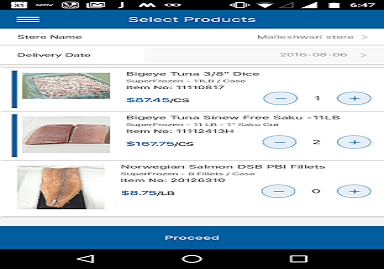 6:47
Select Products
Store Name
Malleshwari store >
Delivery Date
2016-08-06 >
Bigeye Tuna 3/8" Dice
SuperFrozen - 11LB / Case
Item No: 11110817
$87.45/CS
1
Bigeye Tuna Sinew Free Saku -11LB
SuperFrozen - 11 LB - 1" Saku Cut
Item No: 11112413H
$167.75/CS
2
Norwegian Salmon DSB PBI Fillets
SuperFrozen - 6 Fillets / Case
Item No: 20126310
$8.75/LB
0
Proceed